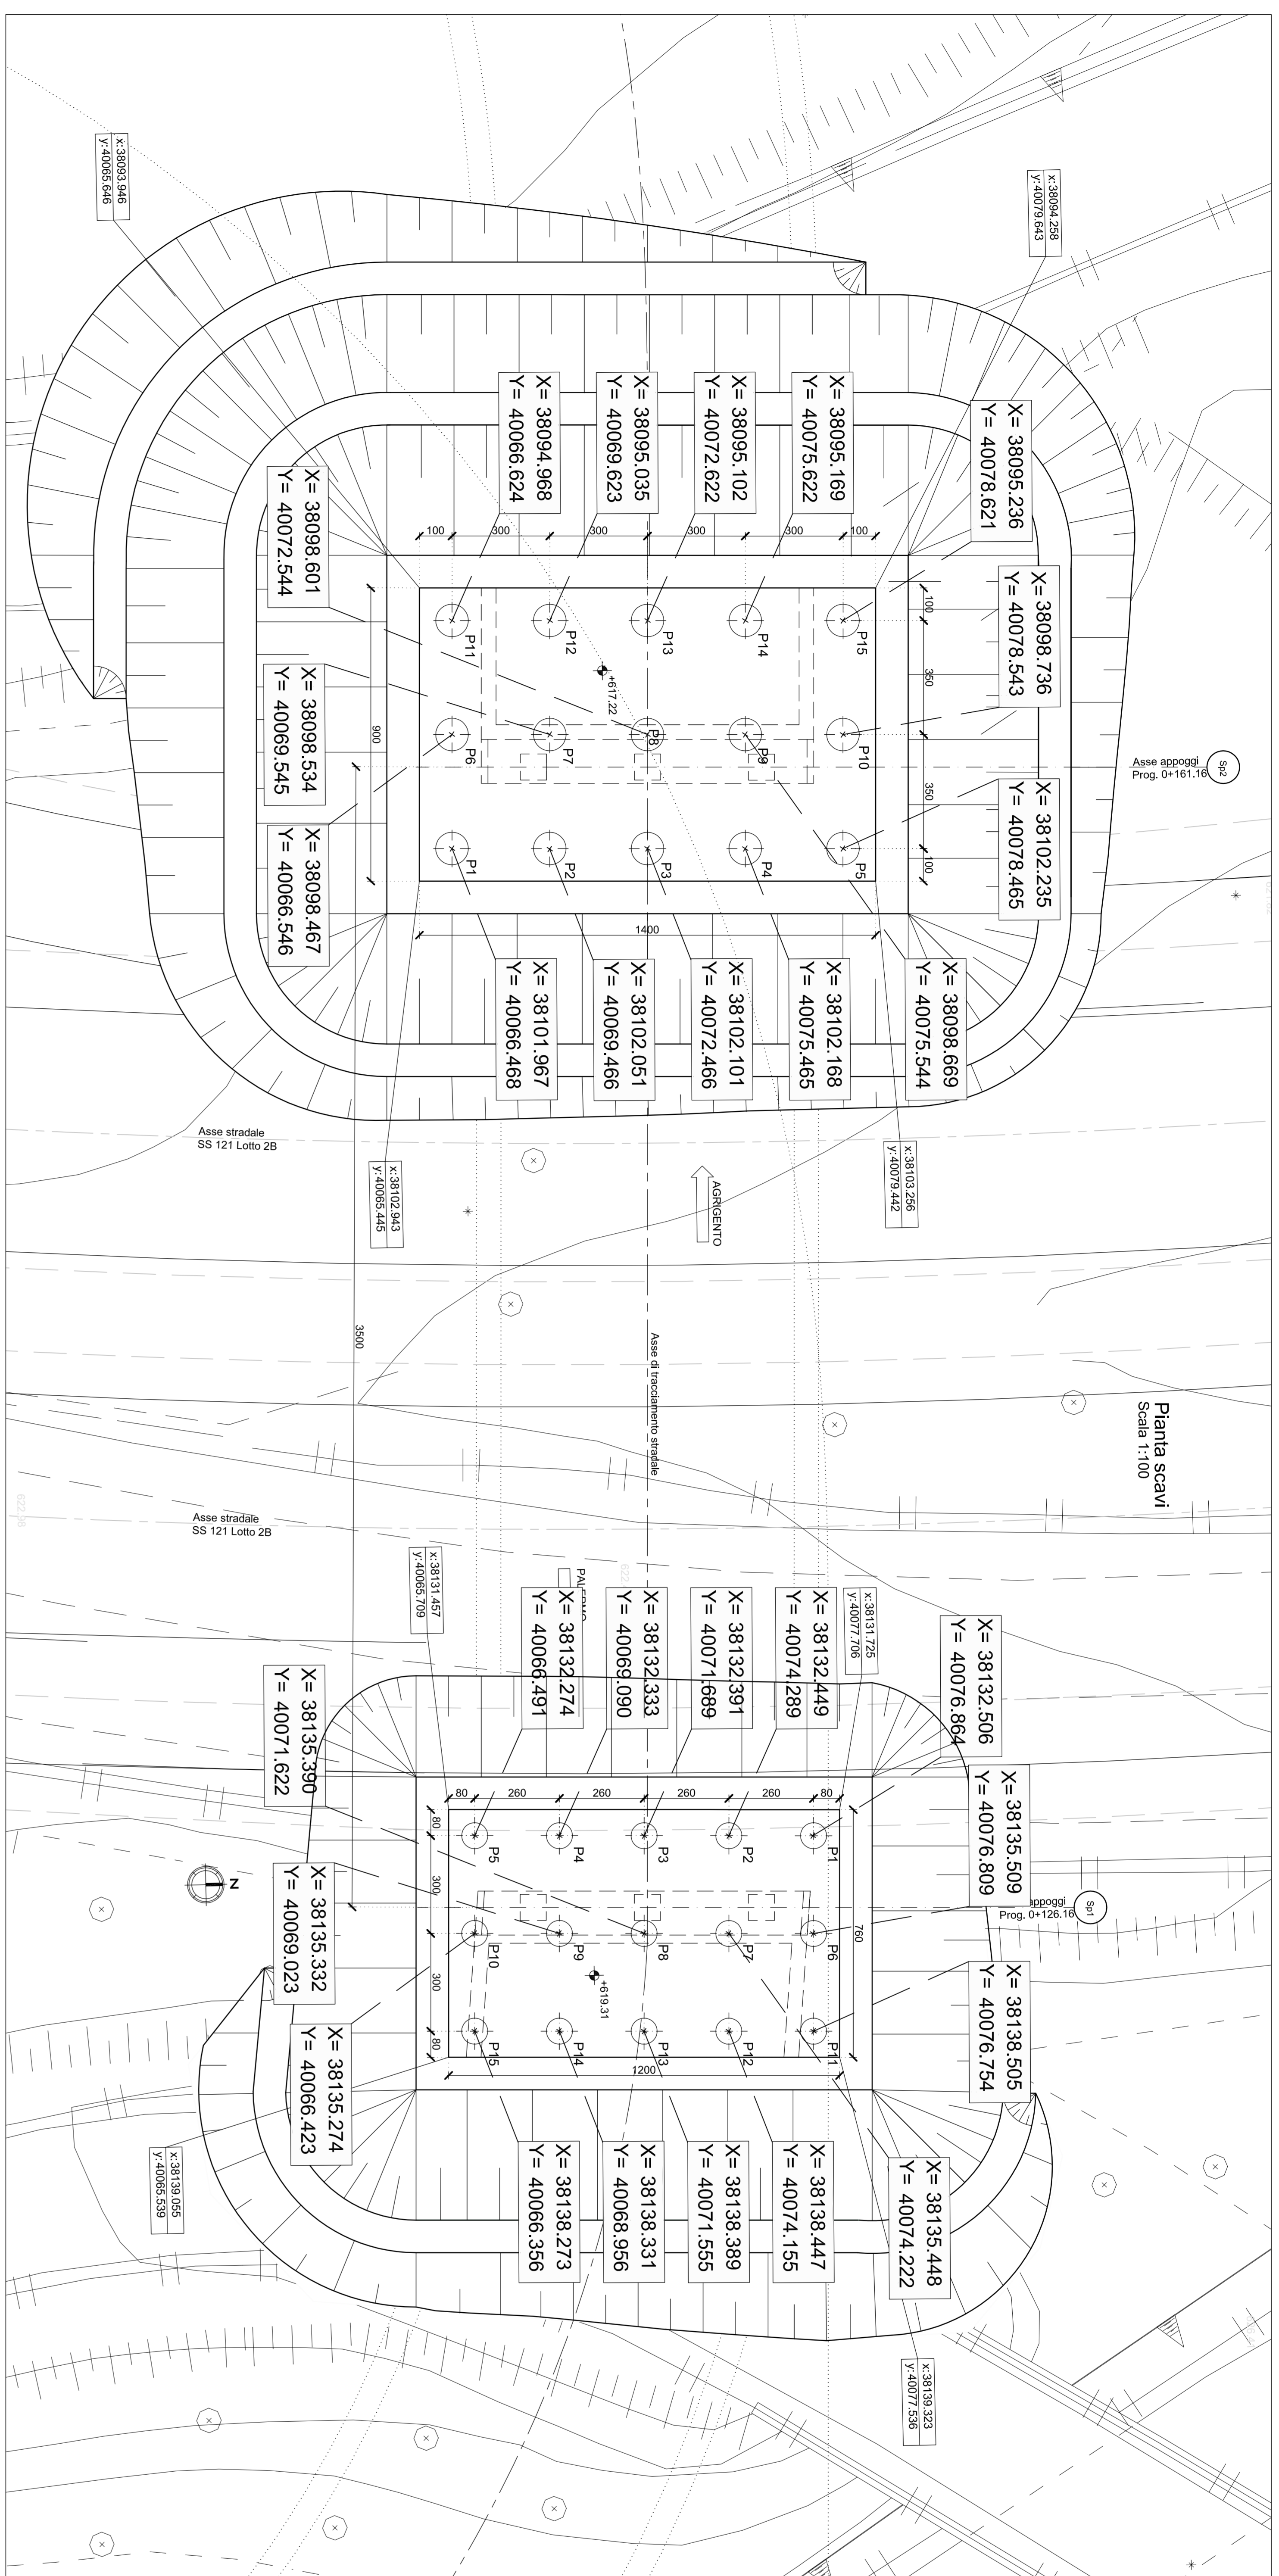 Pianta scavi
Scala 1:100
x:38093.946
y:40065.646
x:38094.258
y:40079.643
X= 38094.968
Y= 40066.624
X= 38095.035
Y= 40069.623
X= 38095.102
Y= 40072.622
X= 38095.169
Y= 40075.622
X= 38095.236
Y= 40078.621
X= 38098.601
Y= 40072.544
X= 38098.736
Y= 40078.543
100
300
300
300
300
100
P11
P12
P13
P14
P15
100
350
350
100
+617.22
900
P6
P7
P8
P9
P10
X= 38098.534
Y= 40069.545
Asse appoggi
Prog. 0+161.16
Sp2
X= 38102.235
Y= 40078.465
X= 38098.467
Y= 40066.546
P1
P2
P3
P4
P5
1400
X= 38101.967
Y= 40066.468
X= 38102.051
Y= 40069.466
X= 38102.101
Y= 40072.466
X= 38102.168
Y= 40075.465
X= 38098.669
Y= 40075.544
Asse stradale
SS 121 Lotto 2B
x:38102.943
y:40065.445
x:38103.256
y:40079.442
AGRIGENTO
3500
Asse di tracciamento stradale
Asse stradale
SS 121 Lotto 2B
x:38131.457
y:40065.709
X= 38132.274
Y= 40066.491
X= 38132.333
Y= 40069.090
X= 38132.391
Y= 40071.689
X= 38132.449
Y= 40074.289
x:38131.725
y:40077.706
X= 38132.506
Y= 40076.864
X= 38135.390
Y= 40071.622
X= 38135.509
Y= 40076.809
80
260
260
260
260
80
80
300
300
80
P5
P4
P3
P2
P1
760
Z
X= 38135.332
Y= 40069.023
appoggi
Prog. 0+126.16
Sp1
P10
P9
P8
P7
P6
+619.31
X= 38138.505
Y= 40076.754
X= 38135.274
Y= 40066.423
P15
P14
P13
P12
P11
1200
x:38139.055
y:40065.539
X= 38138.273
Y= 40066.356
X= 38138.331
Y= 40068.956
X= 38138.389
Y= 40071.555
X= 38138.447
Y= 40074.155
X= 38135.448
Y= 40074.222
x:38139.323
y:40077.536